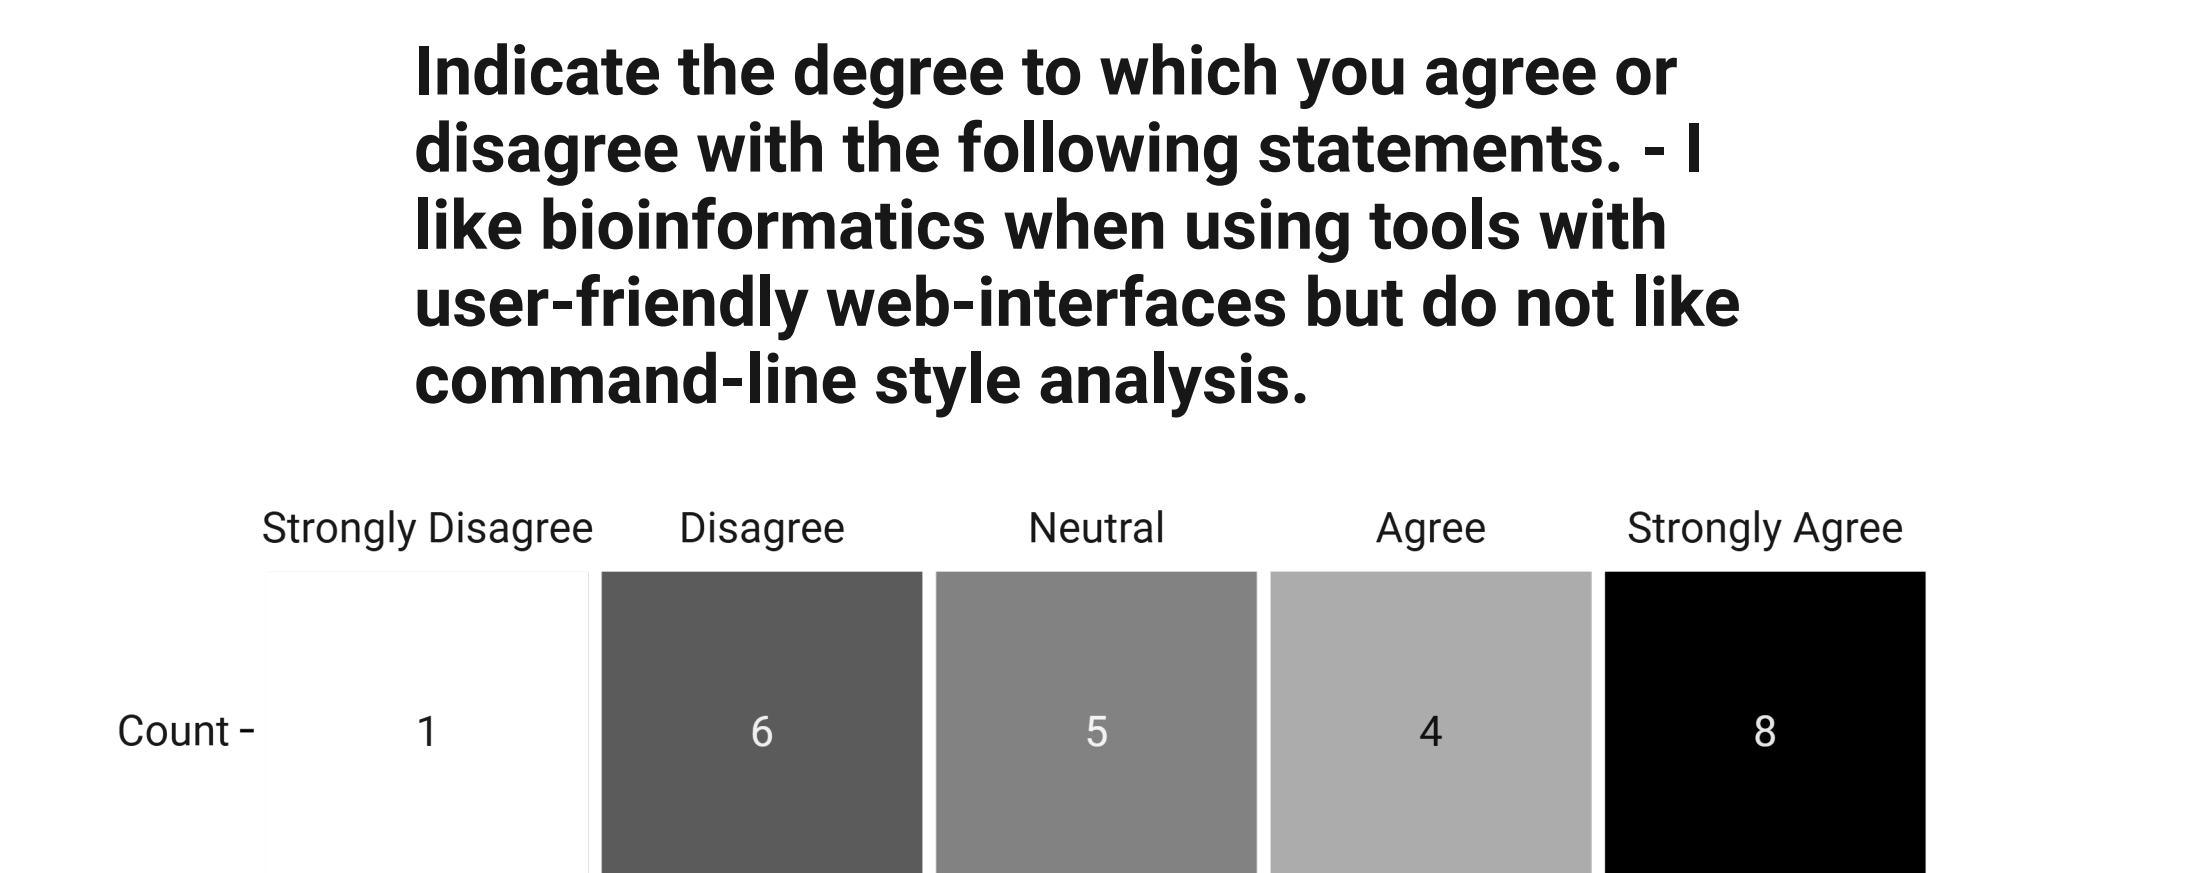 Indicate the degree to which you agree or
disagree with the following statements. - I
like bioinformatics when using tools with
user-friendly web-interfaces but do not like
command-line style analysis.
Strongly Disagree Disagree Neutral Agree Strongly Agree
Count - 1 6 5 4 8